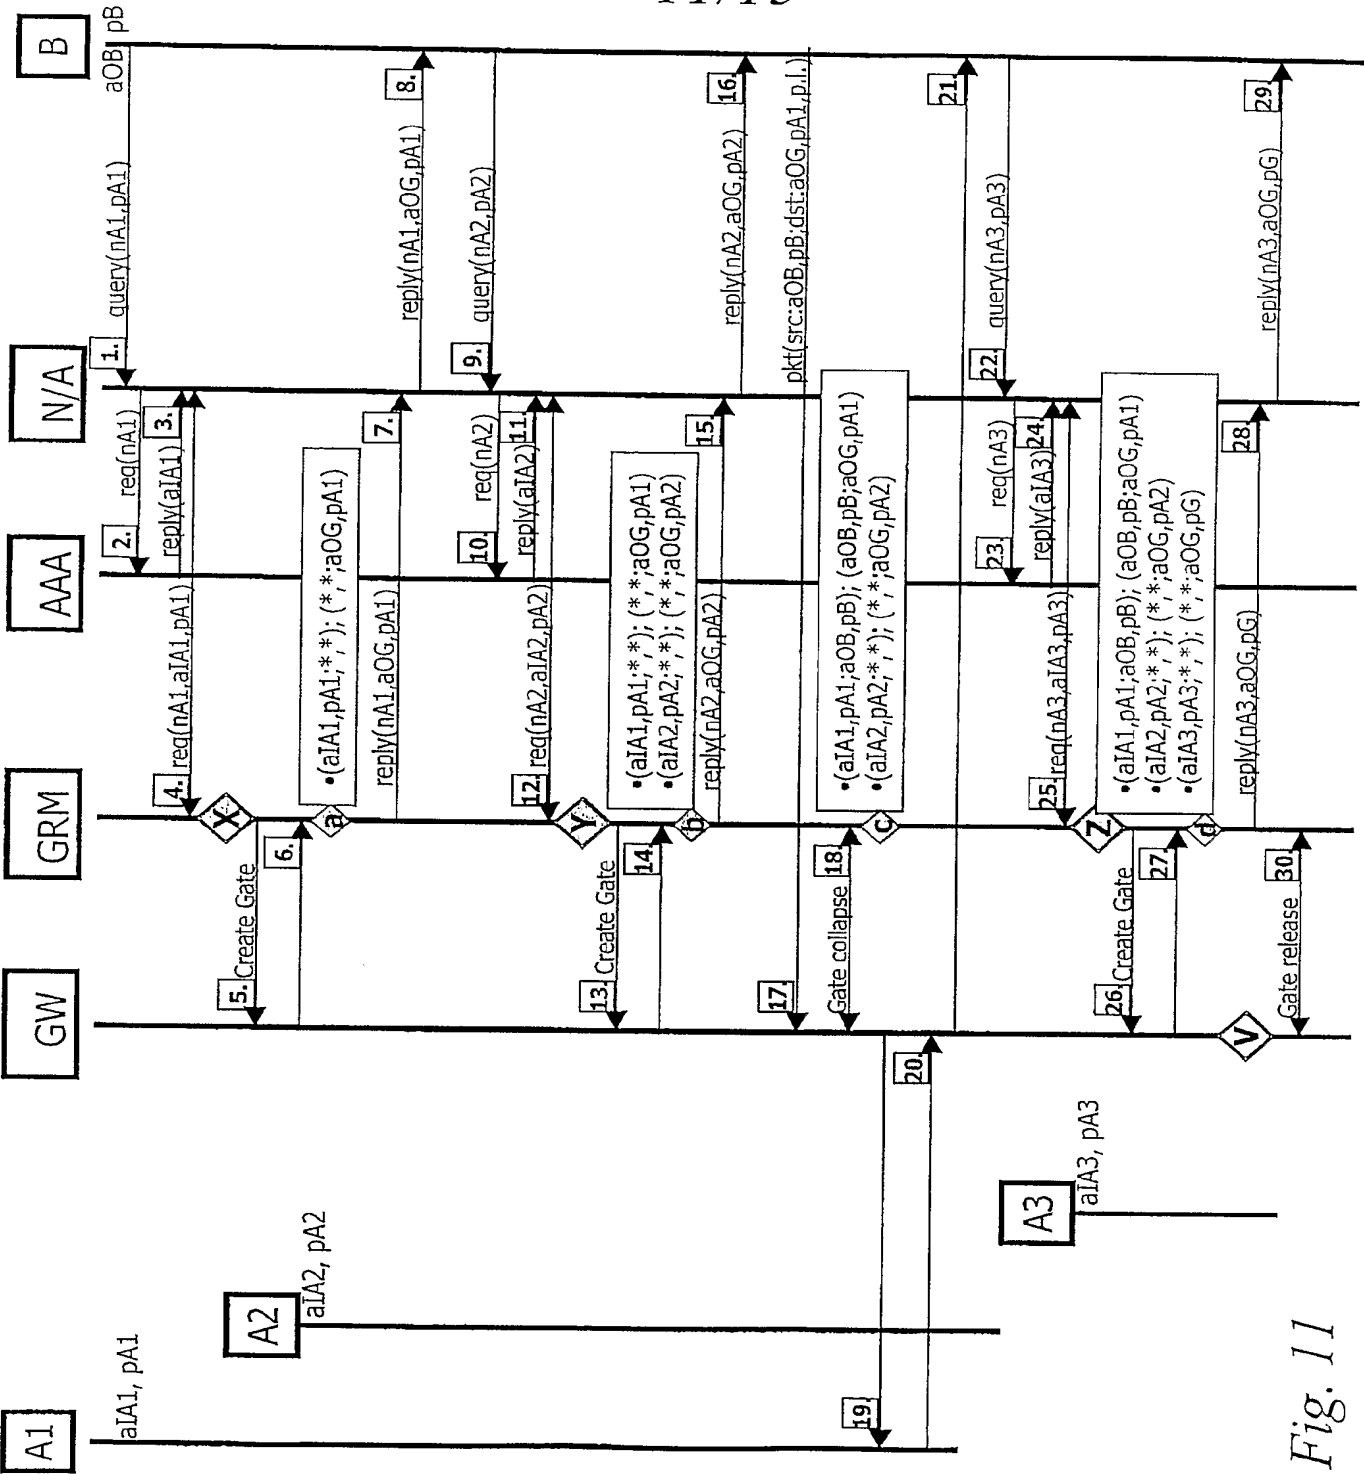 A1
aIA1, pA1
A2
aIA2, pA2
A3
aIA3, pA3
GW
GRM
AAA
N/A
B
aOB, pB
1.
query(nA1,pA1)
2.
req(nA1)
3.
reply(aIA1)
4.
req(nA1,aIA1,pA1)
X
5.
Create Gate
6.
a
•(aIA1,pA1;*,*); (*,*;aOG,pA1)
7.
reply(nA1,aOG,pA1)
8.
reply(nA1,aOG,pA1)
9.
query(nA2,pA2)
10.
req(nA2)
11.
reply(aIA2)
12.
req(nA2,aIA2,pA2)
Y
13.
Create Gate
14.
b
•(aIA1,pA1;*,*); (*,*;aOG,pA1)
•(aIA2,pA2;*,*); (*,*;aOG,pA2)
15.
reply(nA2,aOG,pA2)
16.
reply(nA2,aOG,pA2)
17.
pkt(src:aOB,pB;dst:aOG,pA1,p.l.)
18.
Gate collapse
c
•(aIA1,pA1;aOB,pB); (aOB,pB;aOG,pA1)
•(aIA2,pA2;*,*); (*,*;aOG,pA2)
19.
20.
21.
22.
query(nA3,pA3)
23.
req(nA3)
24.
reply(aIA3)
25.
req(nA3,aIA3,pA3)
Z
26.
Create Gate
27.
d
•(aIA1,pA1;aOB,pB); (aOB,pB;aOG,pA1)
•(aIA2,pA2;*,*); (*,*;aOG,pA2)
•(aIA3,pA3;*,*); (*,*;aOG,pG)
28.
reply(nA3,aOG,pG)
29.
reply(nA3,aOG,pG)
V
30.
Gate release
Fig. 11